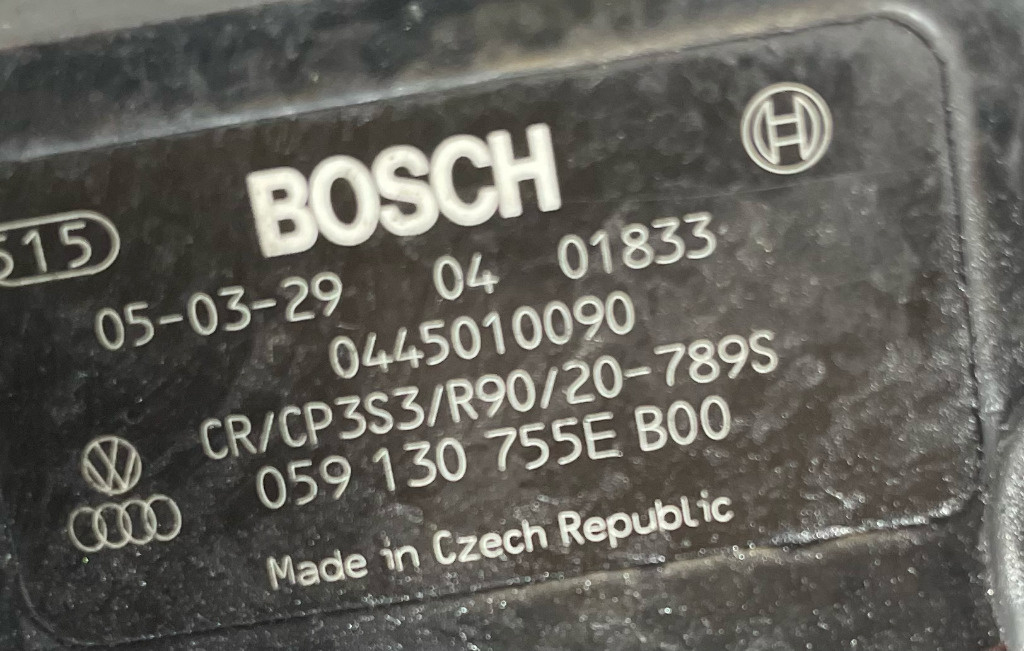 BOSCH
515
05-03-29 04 01833
0445010090
CR/CP3S3/R90/20-789S
059 130 755E B00
Made in Czech Republic